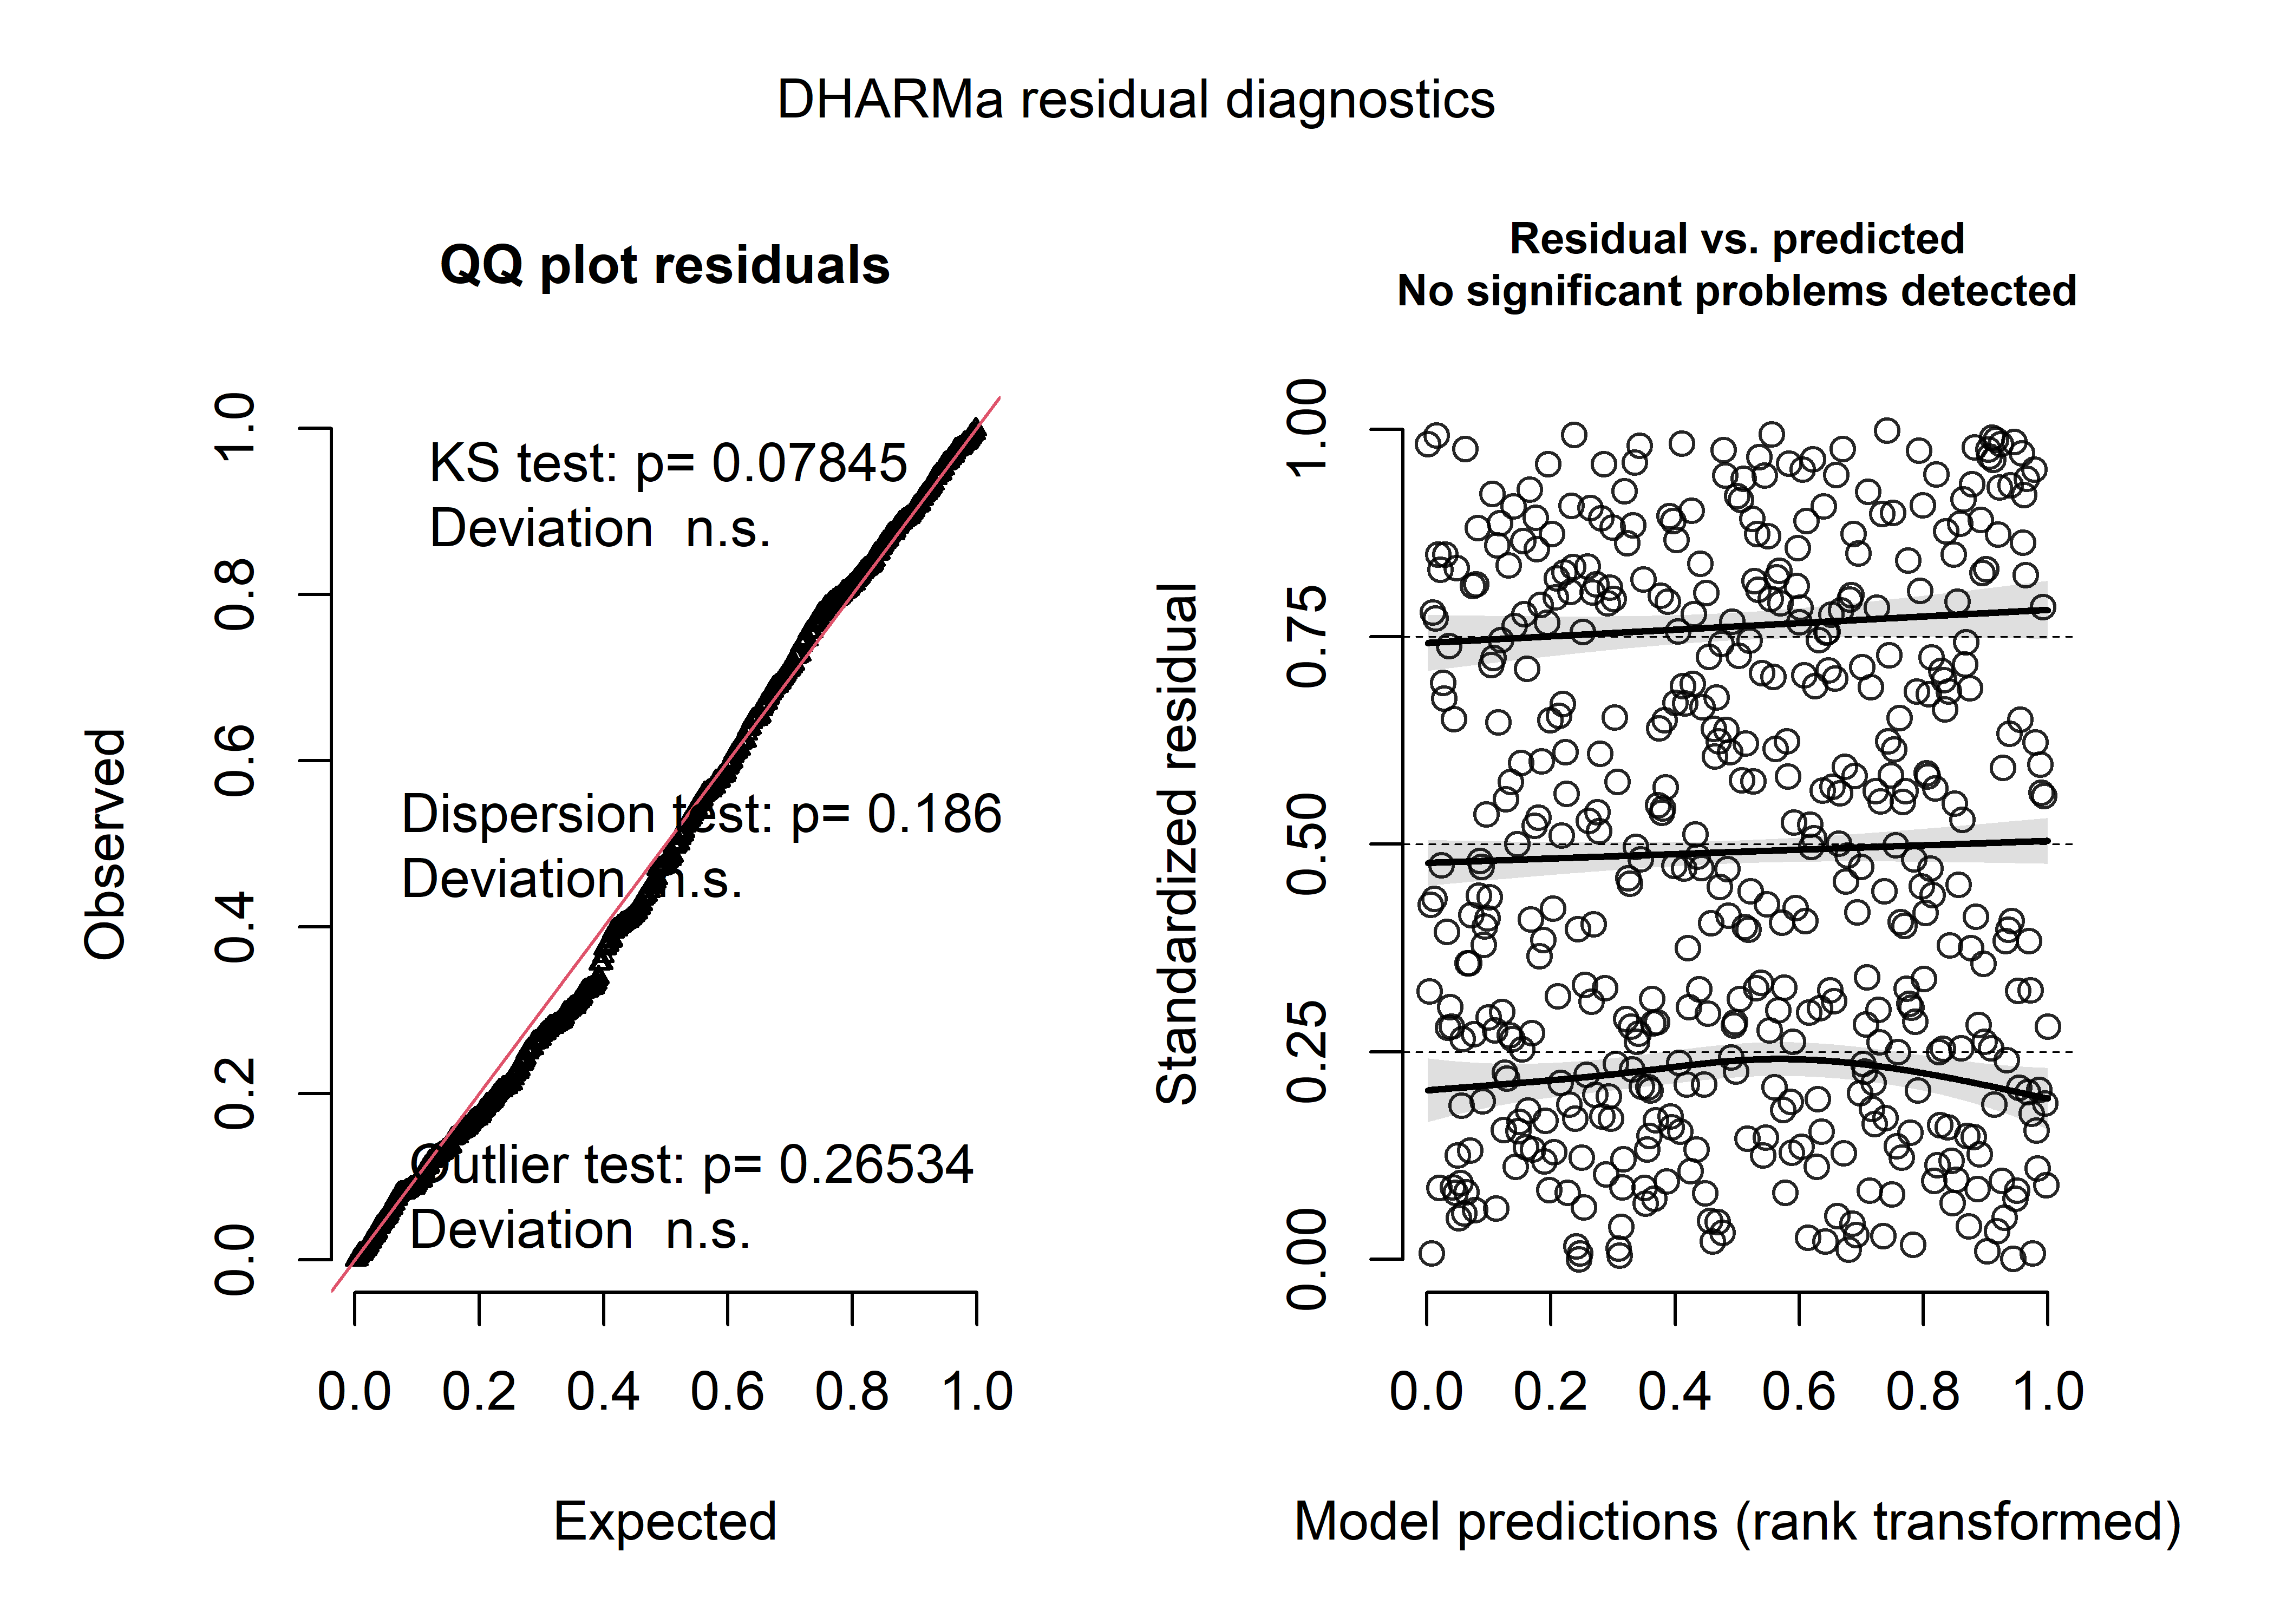 DHARMa residual diagnostics
QQ plot residuals
KS test: p= 0.07845
Deviation  n.s.
Dispersion test: p= 0.186
Deviation  n.s.
Outlier test: p= 0.26534
Deviation  n.s.
Observed
0.0 0.2 0.4 0.6 0.8 1.0
0.0 0.2 0.4 0.6 0.8 1.0
Expected
Residual vs. predicted
No significant problems detected
Standardized residual
0.00 0.25 0.50 0.75 1.00
0.0 0.2 0.4 0.6 0.8 1.0
Model predictions (rank transformed)